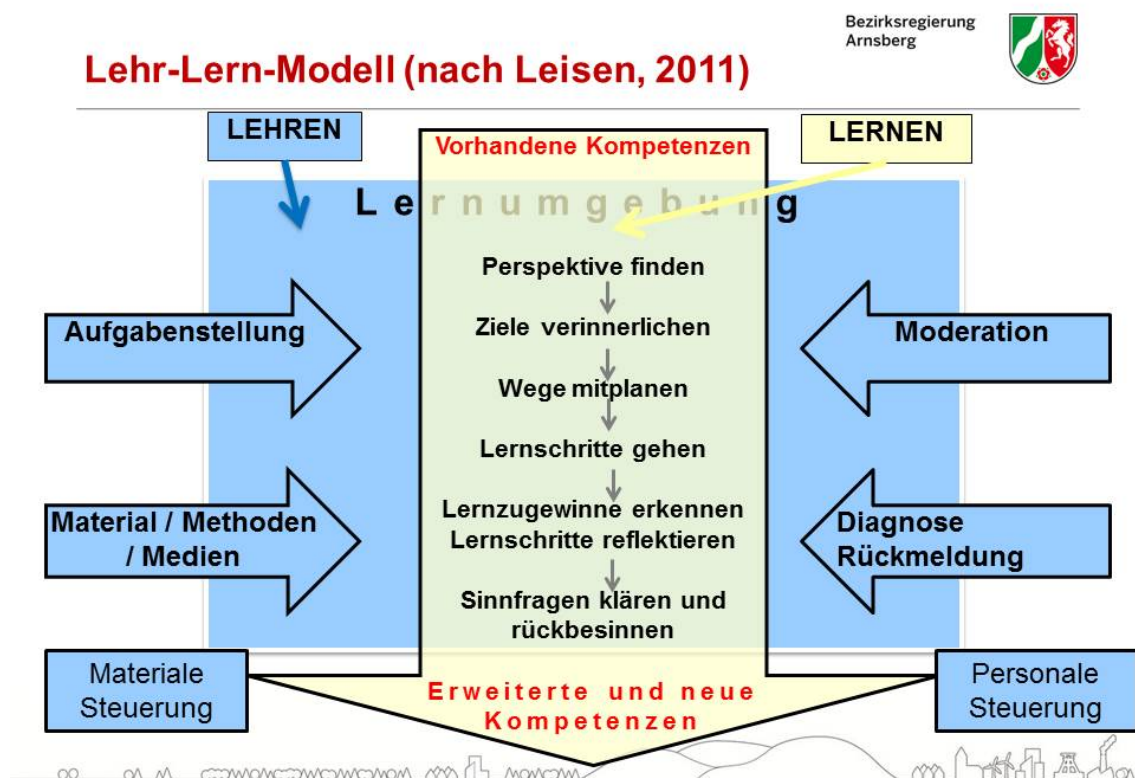 Bezirksregierung
Arnsberg
Lehr-Lern-Modell (nach Leisen, 2011)
LEHREN
LERNEN
Vorhandene Kompetenzen
Lernumgebung
Perspektive finden
Ziele verinnerlichen
Wege mitplanen
Lernschritte gehen
Lernzugewinne erkennen
Lernschritte reflektieren
Sinnfragen klären und
rückbesinnen
Aufgabenstellung
Material / Methoden
/ Medien
Moderation
Diagnose
Rückmeldung
Materiale
Steuerung
Erweiterte und neue
Kompetenzen
Personale
Steuerung